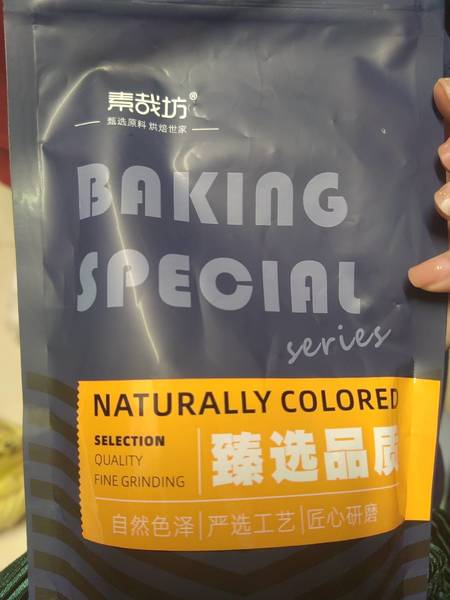 素哉坊®
甄选原料 烘焙世家
BAKING
SPECIAL
series
NATURALLY COLORED
SELECTION
QUALITY
FINE GRINDING
臻选品质
自然色泽|严选工艺|匠心研磨